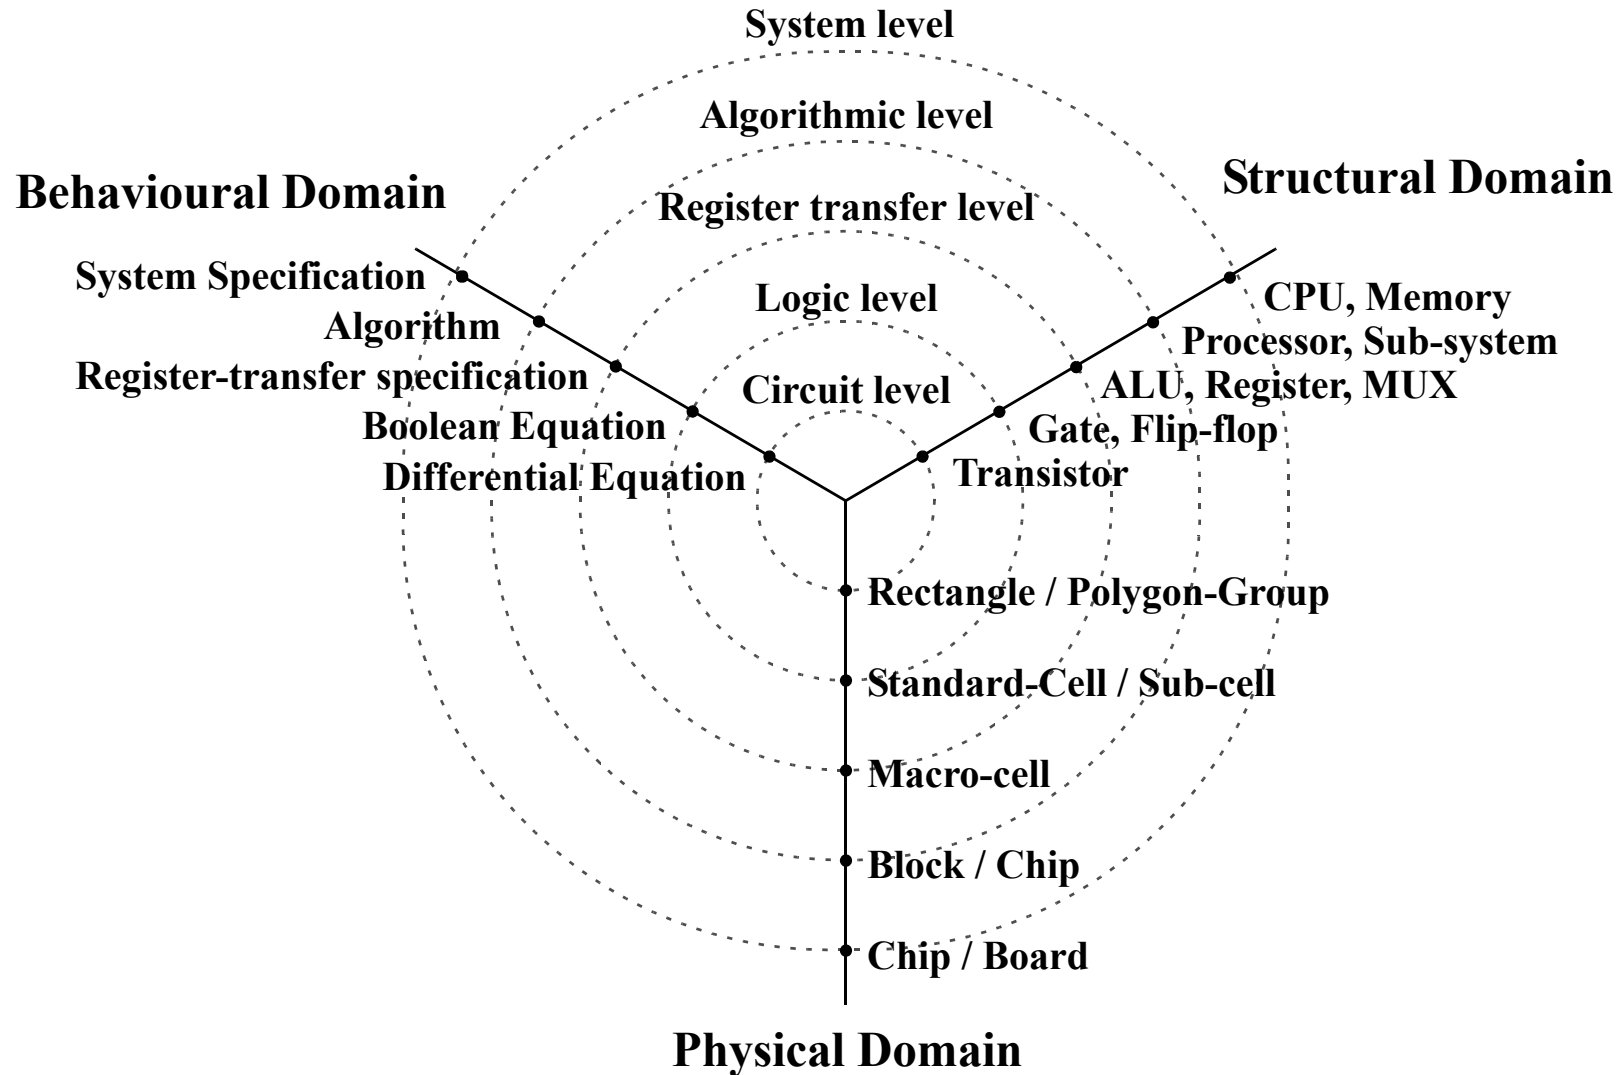 System level
Algorithmic level
Register transfer level
Logic level
Circuit level
Behavioural Domain
System Specification
Algorithm
Register-transfer specification
Boolean Equation
Differential Equation
Structural Domain
CPU, Memory
Processor, Sub-system
ALU, Register, MUX
Gate, Flip-flop
Transistor
Rectangle / Polygon-Group
Standard-Cell / Sub-cell
Macro-cell
Block / Chip
Chip / Board
Physical Domain